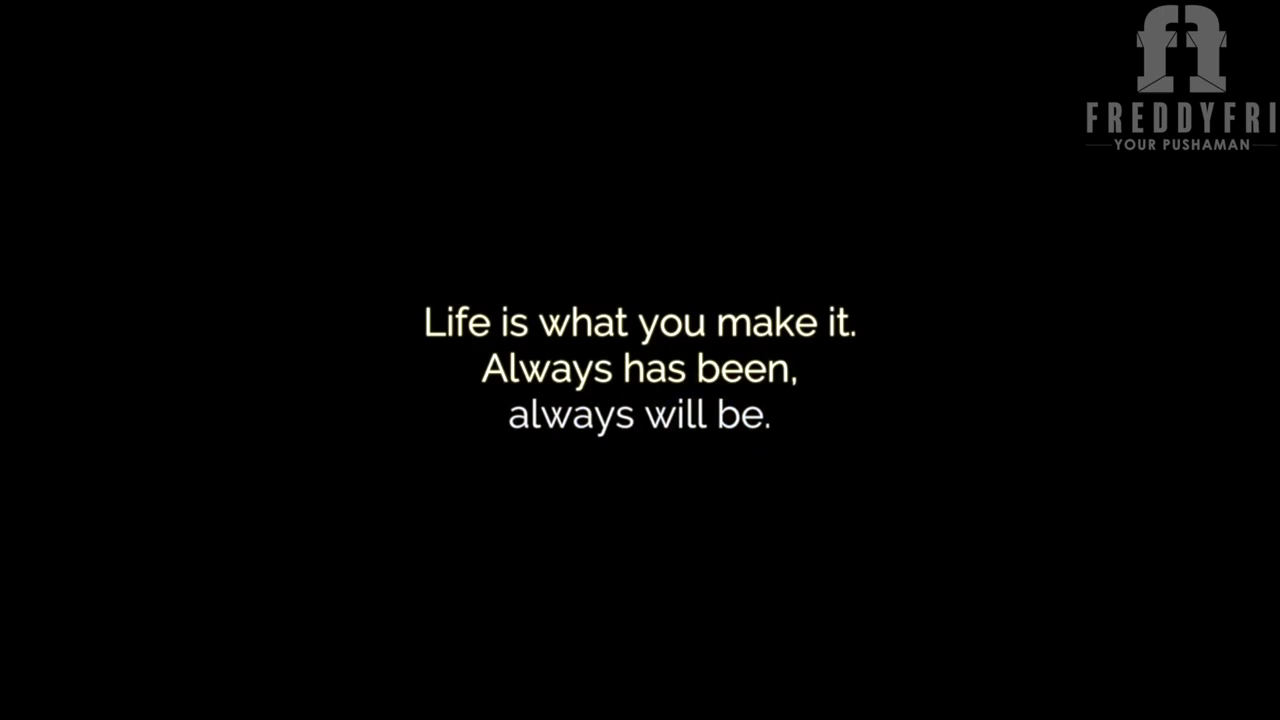 FREDDYFRI
YOUR PUSHAMAN
Life is what you make it.
Always has been,
always will be.